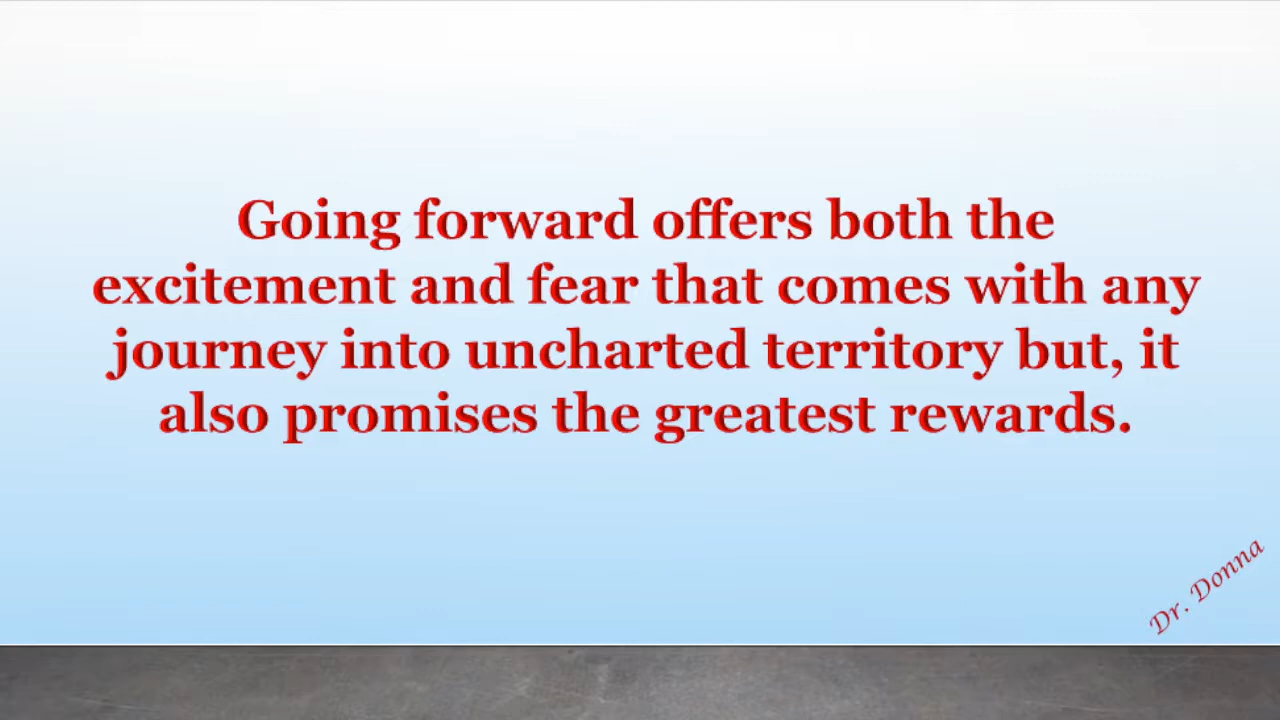 Going forward offers both the
excitement and fear that comes with any
journey into uncharted territory but, it
also promises the greatest rewards.
Dr. Donna